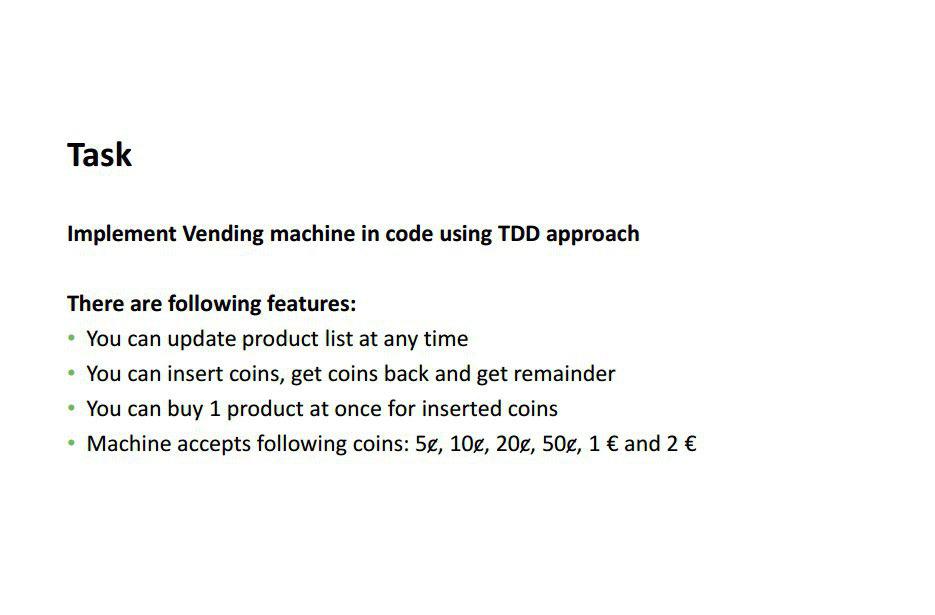 Task
Implement Vending machine in code using TDD approach
There are following features:
• You can update product list at any time
• You can insert coins, get coins back and get remainder
• You can buy 1 product at once for inserted coins
• Machine accepts following coins: 5¢, 10¢, 20¢, 50¢, 1 € and 2 €